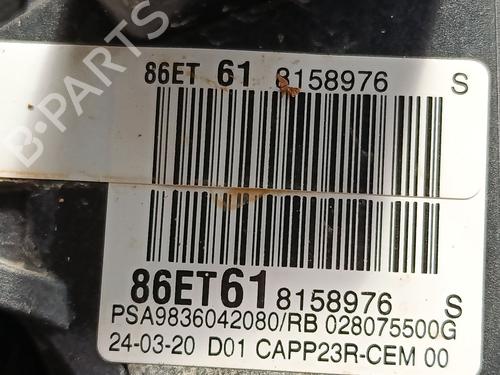 B-PARTS
86ET 61 8158976 S
86ET61 8158976 S
PSA9836042080/RB 028075500G
24-03-20 D01 CAPP23R-CEM 00